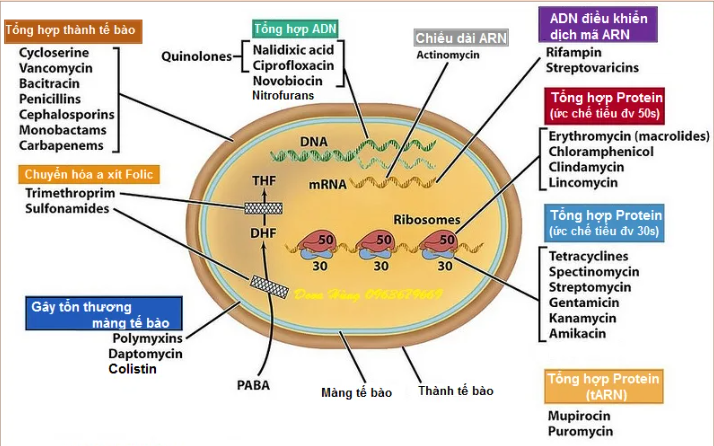 Tổng hợp thành tế bào
Cycloserine
Vancomycin
Bacitracin
Penicillins
Cephalosporins
Monobactams
Carbapenems
Tổng hợp ADN
Quinolones
Nalidixic acid
Ciprofloxacin
Novobiocin
Nitrofurans
Chiều dài ARN
Actinomycin
ADN điều khiển
dịch mã ARN
Rifampin
Streptovaricins
Tổng hợp Protein
(ức chế tiểu đv 50s)
Erythromycin (macrolides)
Chloramphenicol
Clindamycin
Lincomycin
Chuyển hóa a xít Folic
Trimethroprim
Sulfonamides
DNA
THF
mRNA
DHF
Ribosomes
50
50
50
30
30
30
Tổng hợp Protein
(ức chế tiểu đv 30s)
Tetracyclines
Spectinomycin
Streptomycin
Gentamicin
Kanamycin
Amikacin
Gây tổn thương
màng tế bào
Polymyxins
Daptomycin
Colistin
PABA
Màng tế bào
Thành tế bào
Tổng hợp Protein
(tARN)
Mupirocin
Puromycin